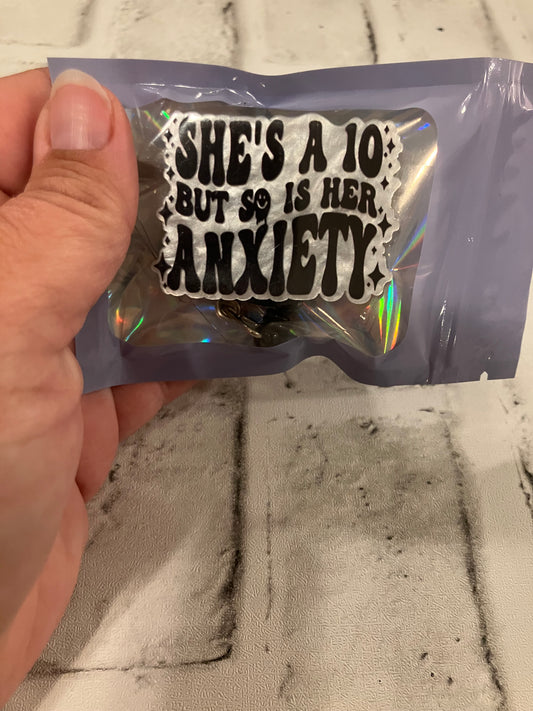 SHE'S A 10
BUT SO IS HER
ANXIETY